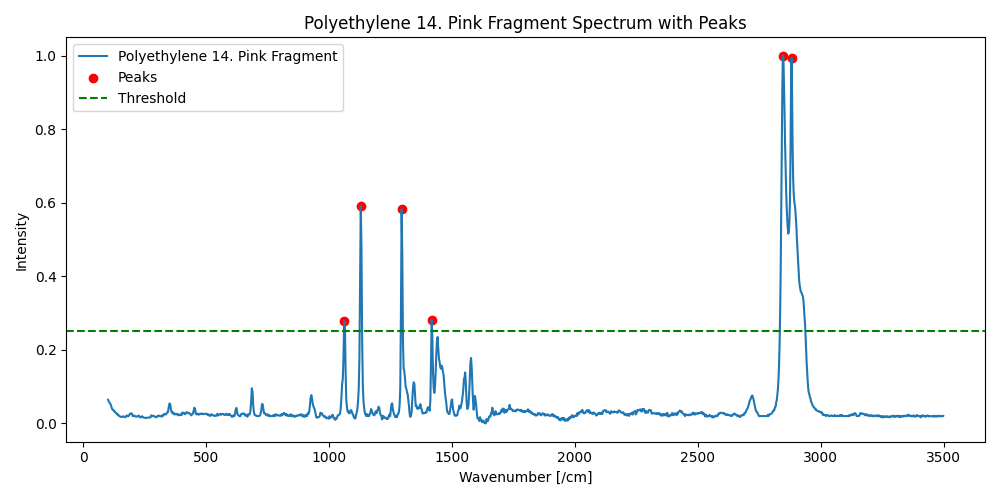 Polyethylene 14. Pink Fragment Spectrum with Peaks
Polyethylene 14. Pink Fragment
Peaks
Threshold
Intensity
1.0
0.8
0.6
0.4
0.2
0.0
0 500 1000 1500 2000 2500 3000 3500
Wavenumber [/cm]